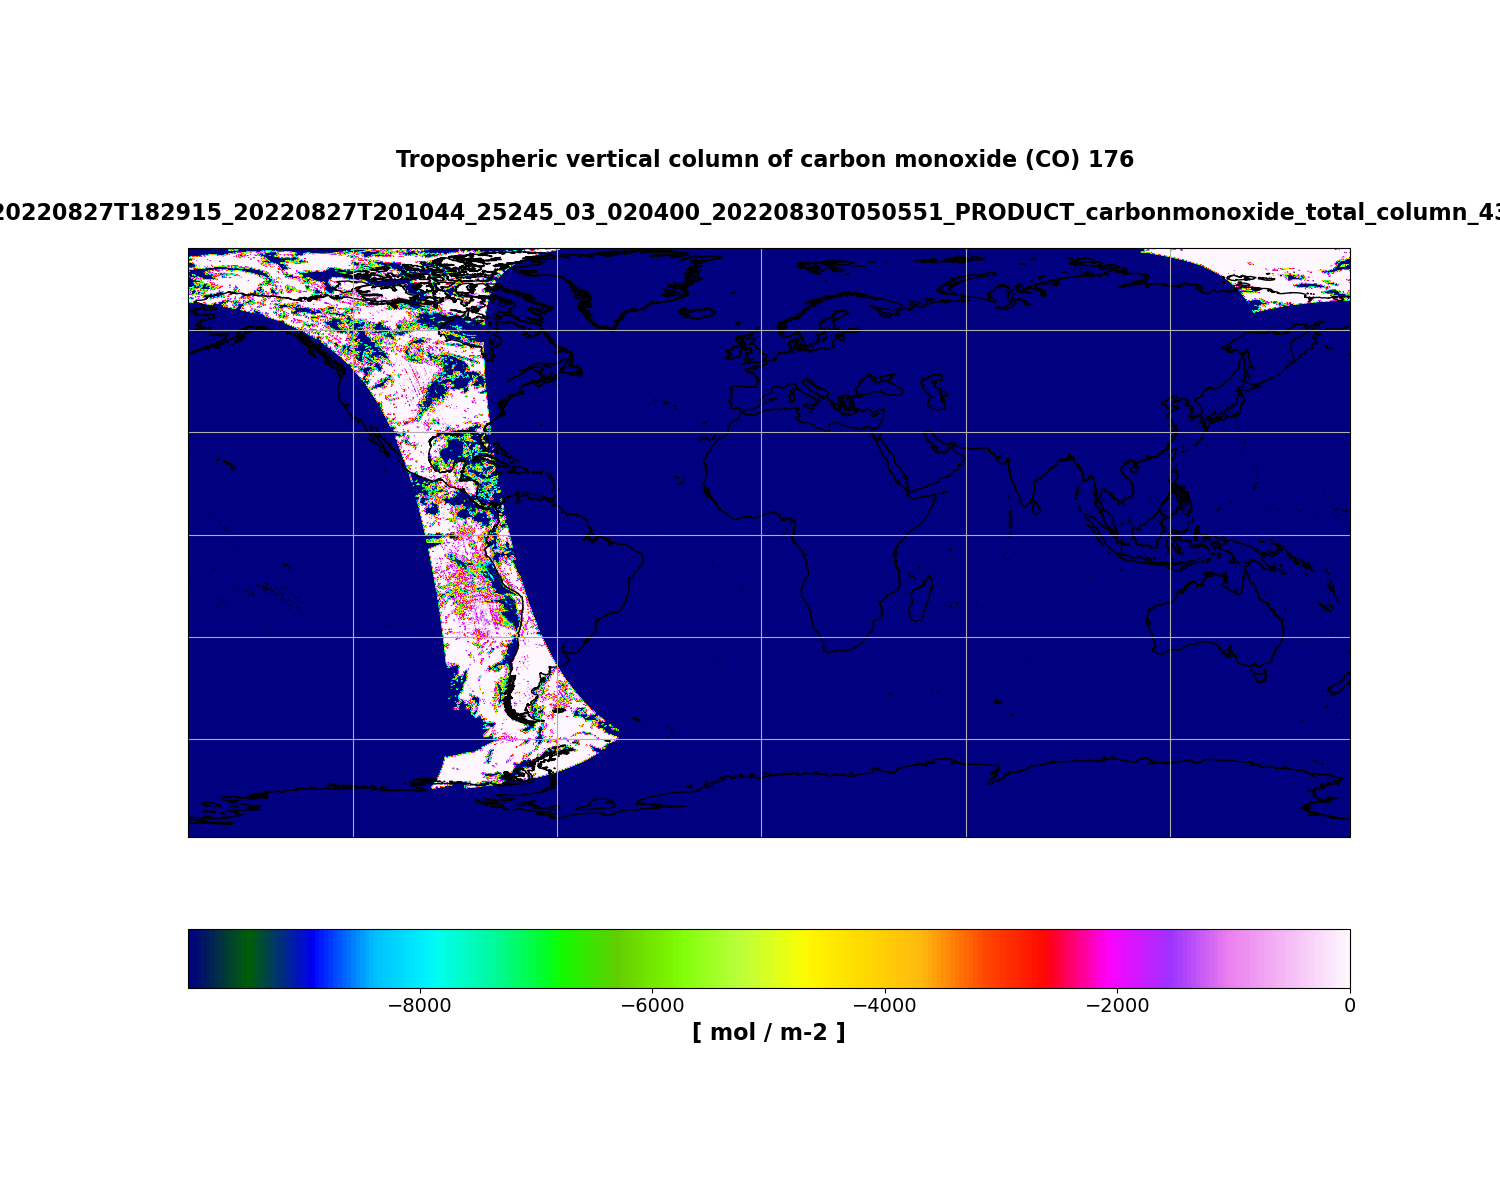 Tropospheric vertical column of carbon monoxide (CO) 176
20220827T182915_20220827T201044_25245_03_020400_20220830T050551_PRODUCT_carbonmonoxide_total_column_43
−8000 −6000 −4000 −2000 0
[ mol / m-2 ]